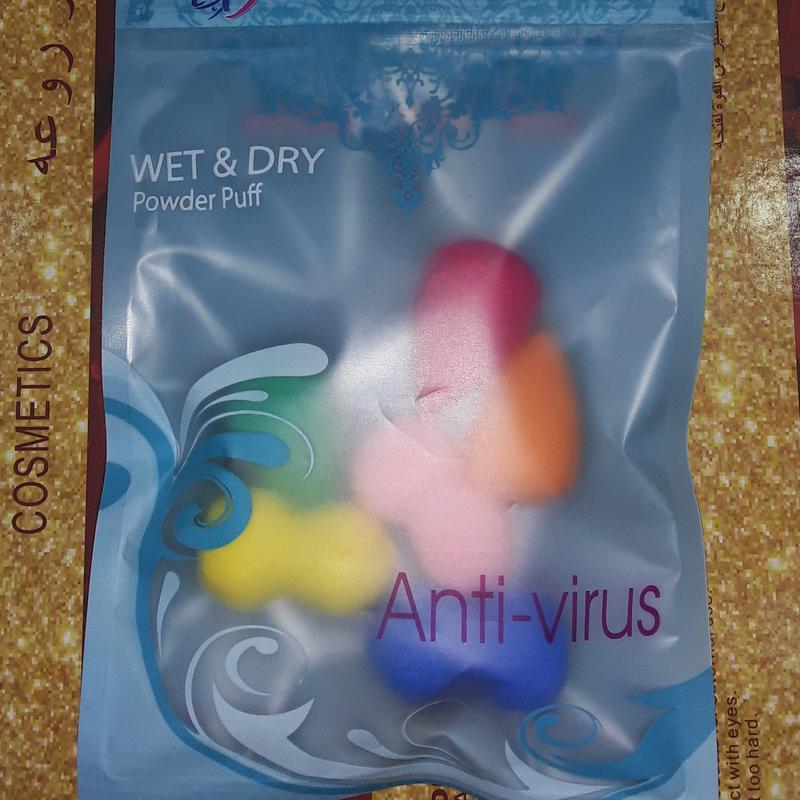 WET & DRY
Powder Puff
Anti-virus
COSMETICS
روعه
ct with eyes.
too hard.